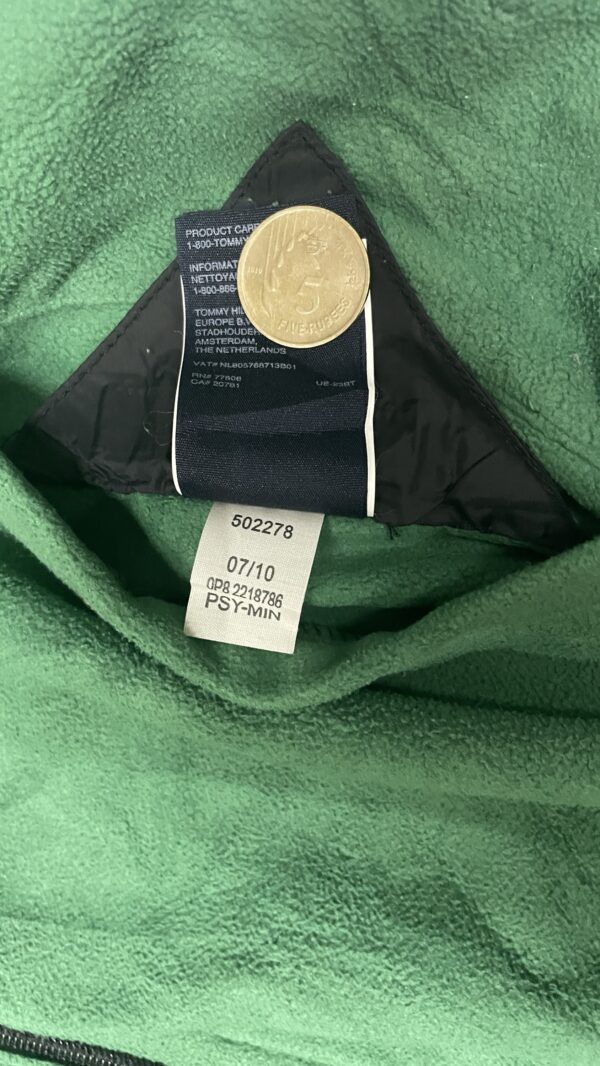 PRODUCT CARE
1-800-TOMMY
INFORMAT
NETTOYA
1-800-866-
TOMMY HIL
EUROPE B.V
STADHOUDER
AMSTERDAM,
THE NETHERLANDS
VAT# NL805768713B01
RN# 77806
CA# 20781
5
FIVE RUPEES
502278
07/10
0P8 2218786
PSY-MIN